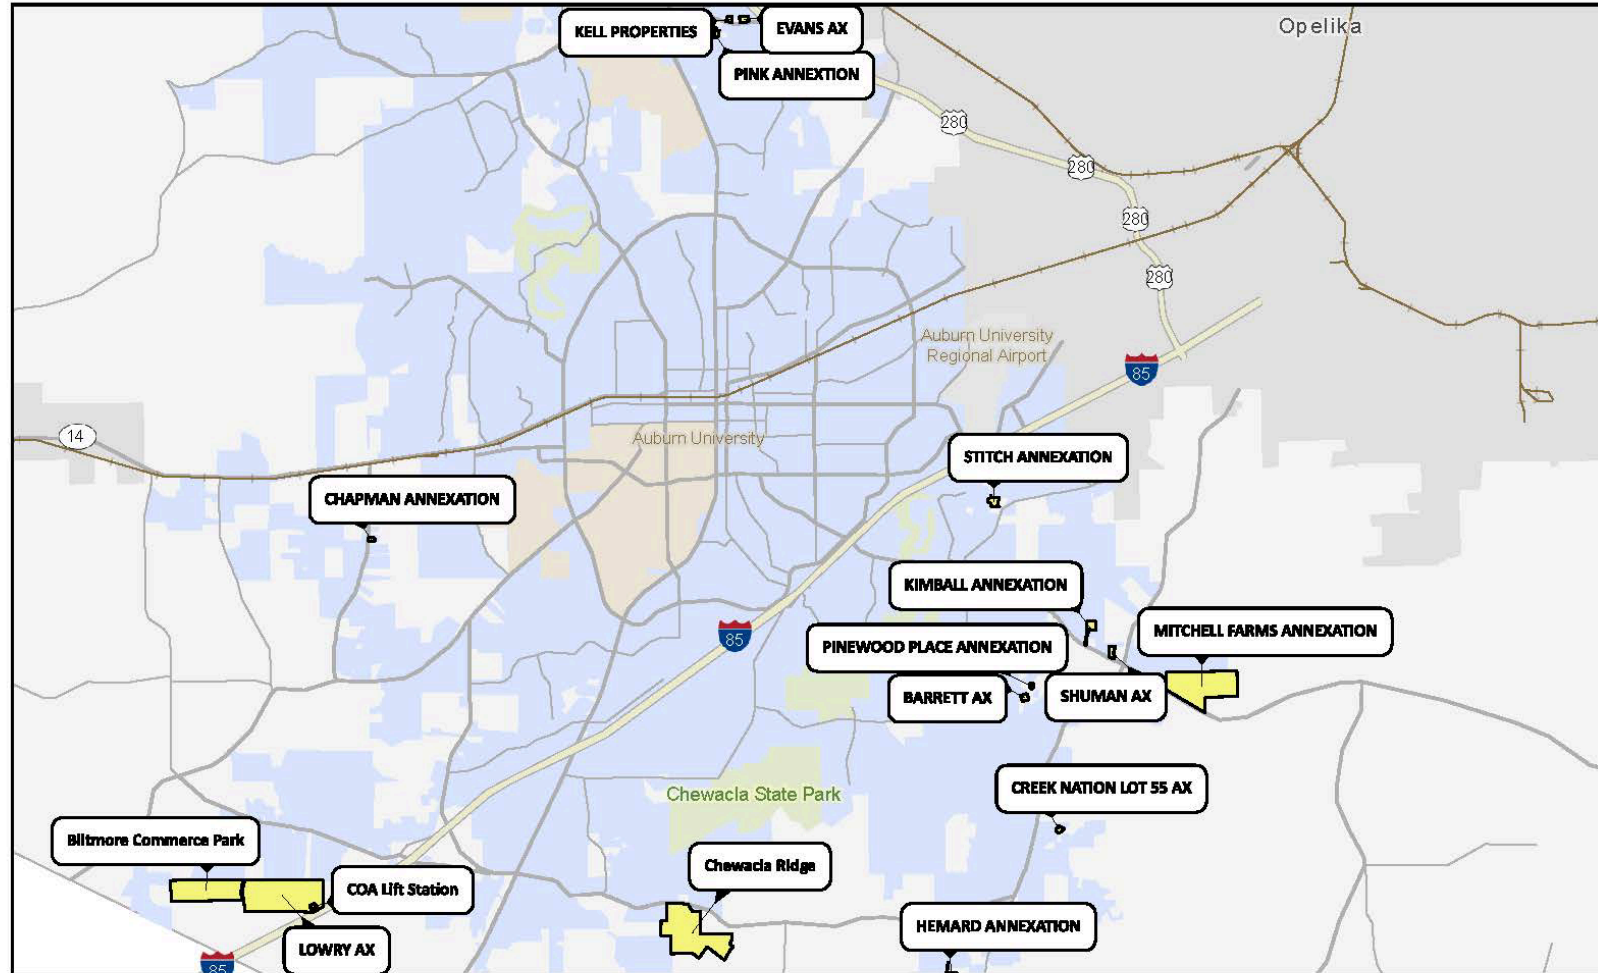 Opelika
KELL PROPERTIES
EVANS AX
PINK ANNEXTION
280
280
280
280
Auburn University
Regional Airport
85
14
Auburn University
STITCH ANNEXATION
CHAPMAN ANNEXATION
KIMBALL ANNEXATION
85
MITCHELL FARMS ANNEXATION
PINEWOOD PLACE ANNEXATION
BARRETT AX
SHUMAN AX
Chewacla State Park
CREEK NATION LOT 55 AX
Biltmore Commerce Park
Chewacla Ridge
COA Lift Station
HEMARD ANNEXATION
LOWRY AX
85